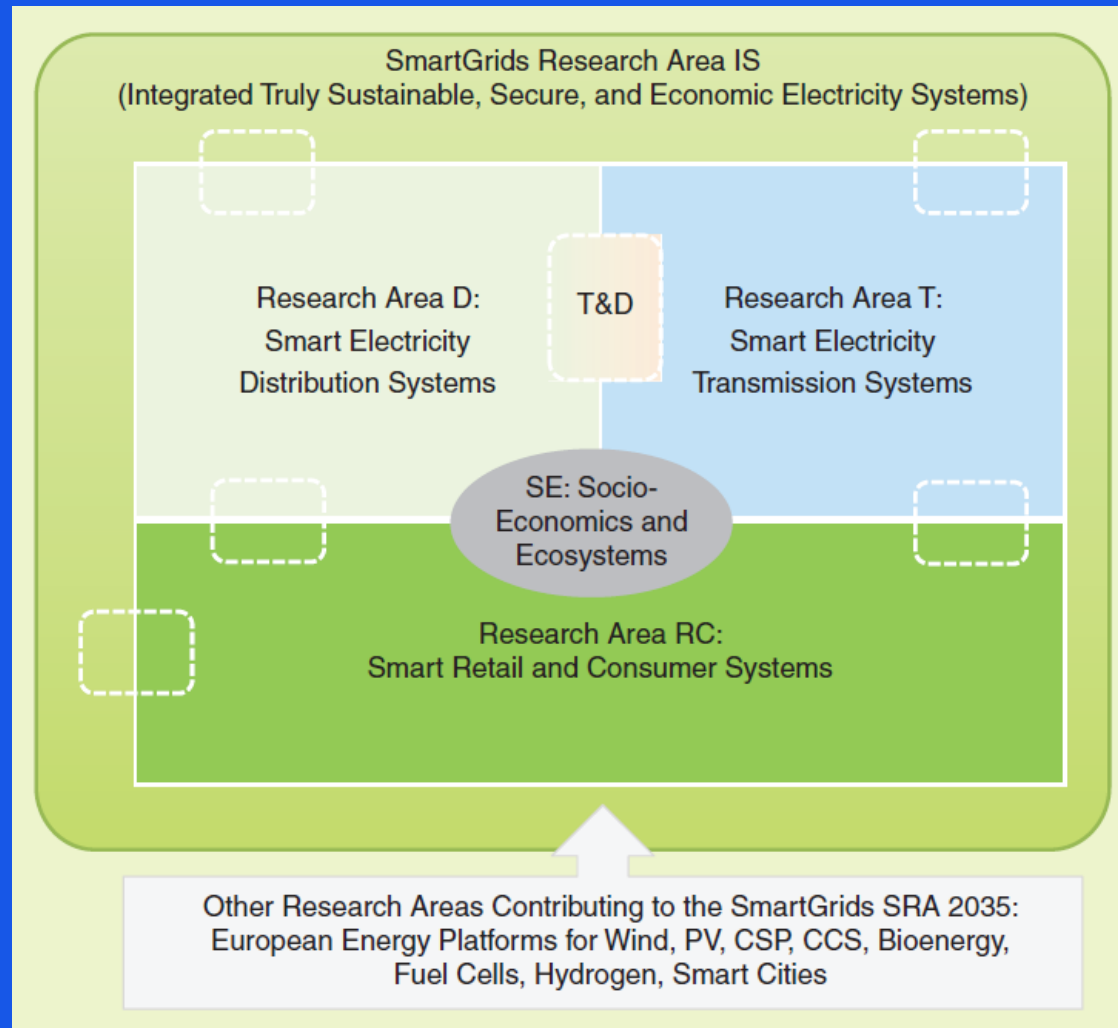 SmartGrids Research Area IS
(Integrated Truly Sustainable, Secure, and Economic Electricity Systems)
Research Area D:
Smart Electricity
Distribution Systems
T&D
Research Area T:
Smart Electricity
Transmission Systems
SE: Socio-
Economics and
Ecosystems
Research Area RC:
Smart Retail and Consumer Systems
Other Research Areas Contributing to the SmartGrids SRA 2035:
European Energy Platforms for Wind, PV, CSP, CCS, Bioenergy,
Fuel Cells, Hydrogen, Smart Cities